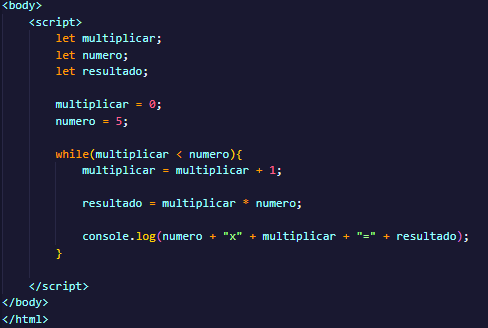 <body>
<script>
let multiplicar;
let numero;
let resultado;
multiplicar = 0;
numero = 5;
while(multiplicar < numero){
multiplicar = multiplicar + 1;
resultado = multiplicar * numero;
console.log(numero + "x" + multiplicar + "=" + resultado);
}
</script>
</body>
</html>